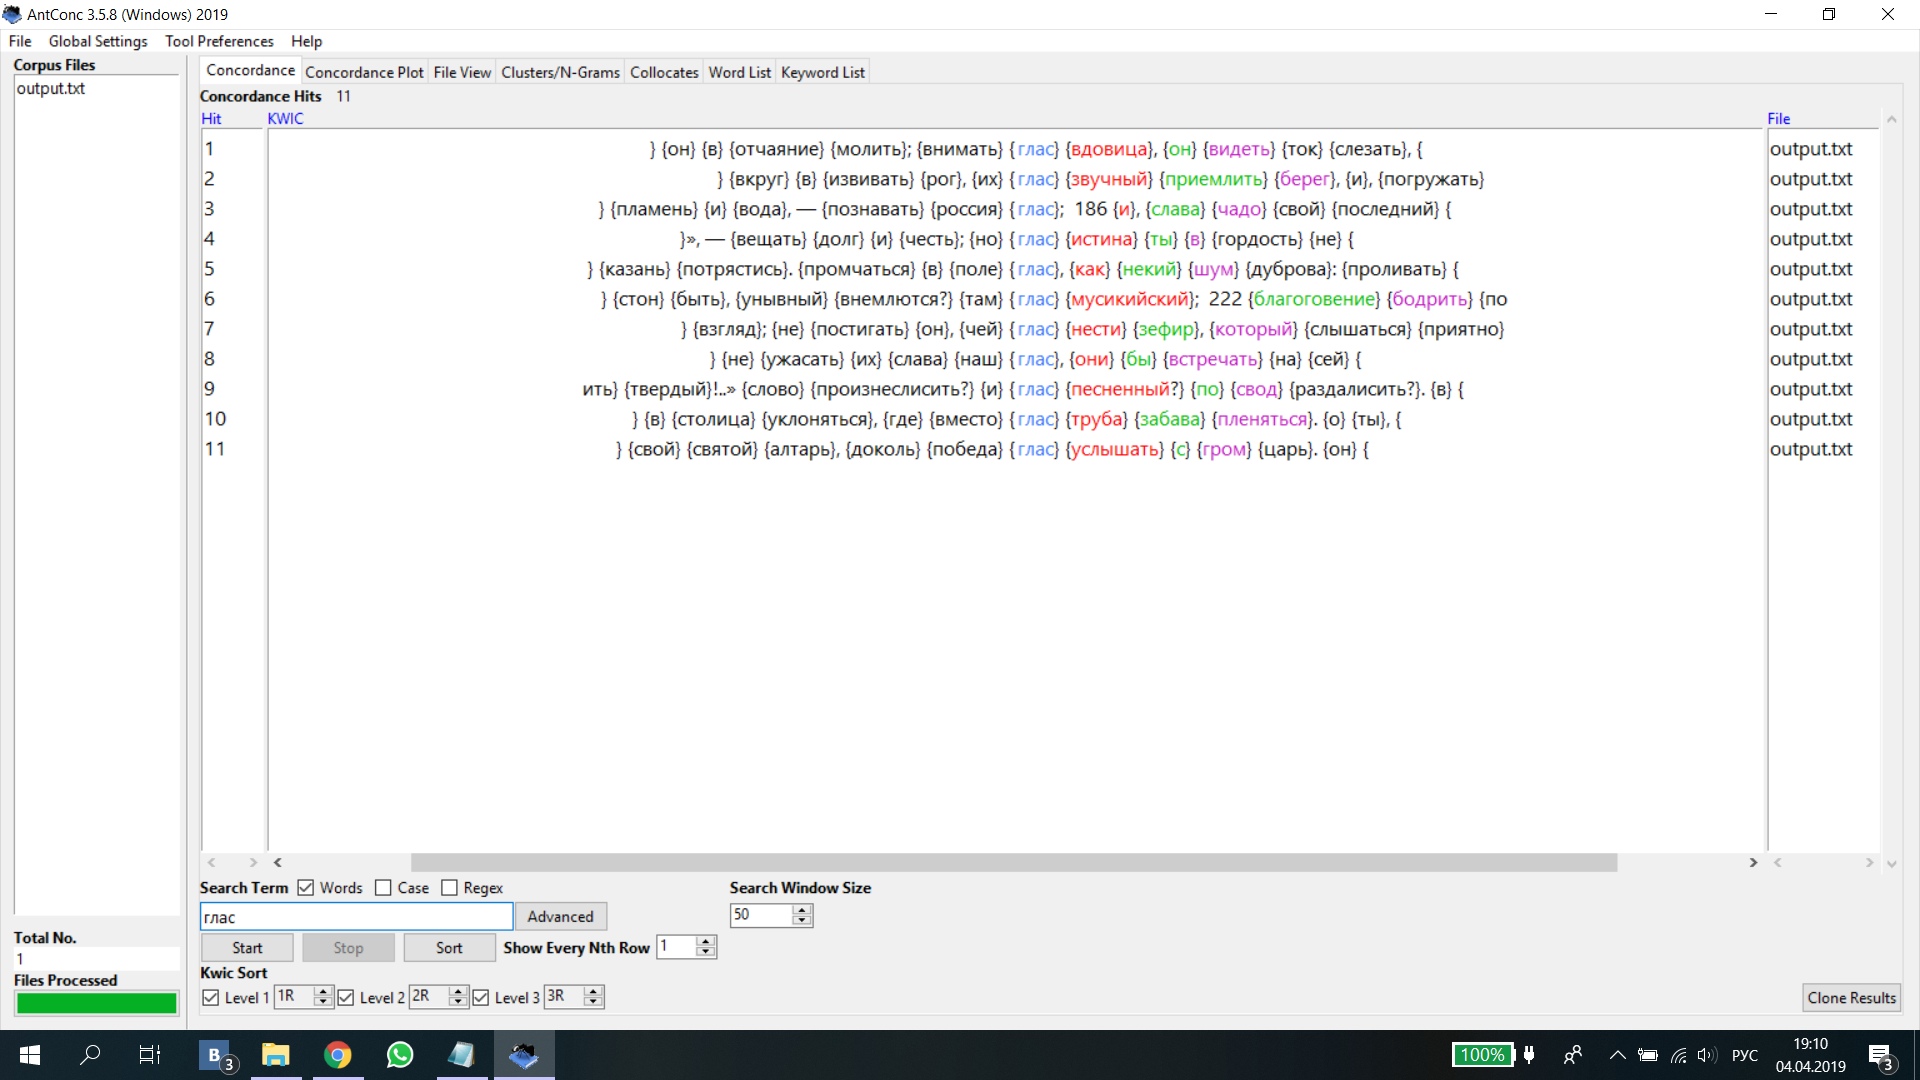 AntConc 3.5.8 (Windows) 2019
File Global Settings Tool Preferences Help
Corpus Files
output.txt
Concordance Concordance Plot File View Clusters/N-Grams Collocates Word List Keyword List
Concordance Hits 11
Hit KWIC File
1 } {он} {в} {отчаяние} {молить}; {внимать} {глас} {вдовица}, {он} {видеть} {ток} {слезать}, { output.txt
2 } {вкруг} {в} {извивать} {рог}, {их} {глас} {звучный} {приемлить} {берег}, {и}, {погружать} output.txt
3 } {пламень} {и} {вода}, — {познавать} {россия} {глас}; 186 {и}, {слава} {чадо} {свой} {последний} { output.txt
4 }», — {вещать} {долг} {и} {честь}; {но} {глас} {истина} {ты} {в} {гордость} {не} { output.txt
5 } {казань} {потрястись}. {промчаться} {в} {поле} {глас}, {как} {некий} {шум} {дуброва}: {проливать} { output.txt
6 } {стон} {быть}, {унывный} {внемлются?} {там} {глас} {мусикийский}; 222 {благоговение} {бодрить} {по output.txt
7 } {взгляд}; {не} {постигать} {он}, {чей} {глас} {нести} {зефир}, {который} {слышаться} {приятно} output.txt
8 } {не} {ужасать} {их} {слава} {наш} {глас}, {они} {бы} {встречать} {на} {сей} { output.txt
9 ить} {твердый}!..» {слово} {произнеслисить?} {и} {глас} {песненный?} {по} {свод} {раздалисить?}. {в} { output.txt
10 } {в} {столица} {уклоняться}, {где} {вместо} {глас} {труба} {забава} {пленяться}. {о} {ты}, { output.txt
11 } {свой} {святой} {алтарь}, {доколь} {победа} {глас} {услышать} {с} {гром} {царь}. {он} { output.txt
Search Term Words Case Regex Search Window Size
глас Advanced 50
Start Stop Sort Show Every Nth Row 1
Total No.
1
Files Processed
Kwic Sort
Level 1 1R Level 2 2R Level 3 3R Clone Results
B 3 100% РУС 19:10
04.04.2019 3